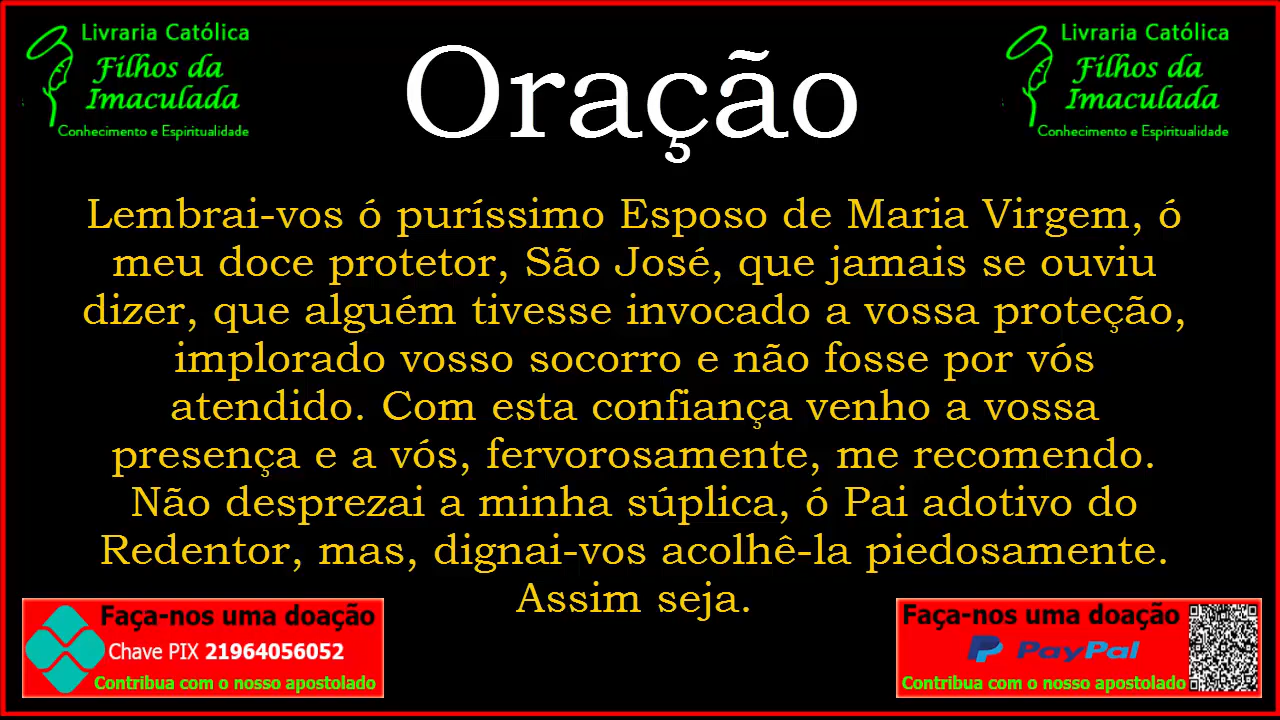 Livraria Católica
Filhos da
Imaculada
Conhecimento e Espiritualidade
Oração
Livraria Católica
Filhos da
Imaculada
Conhecimento e Espiritualidade
Lembrai-vos ó puríssimo Esposo de Maria Virgem, ó
meu doce protetor, São José, que jamais se ouviu
dizer, que alguém tivesse invocado a vossa proteção,
implorado vosso socorro e não fosse por vós
atendido. Com esta confiança venho a vossa
presença e a vós, fervorosamente, me recomendo.
Não desprezai a minha súplica, ó Pai adotivo do
Redentor, mas, dignai-vos acolhê-la piedosamente.
Assim seja.
Faça-nos uma doação
Chave PIX 21964056052
Contribua com o nosso apostolado
Faça-nos uma doação
PayPal
Contribua com o nosso apostolado